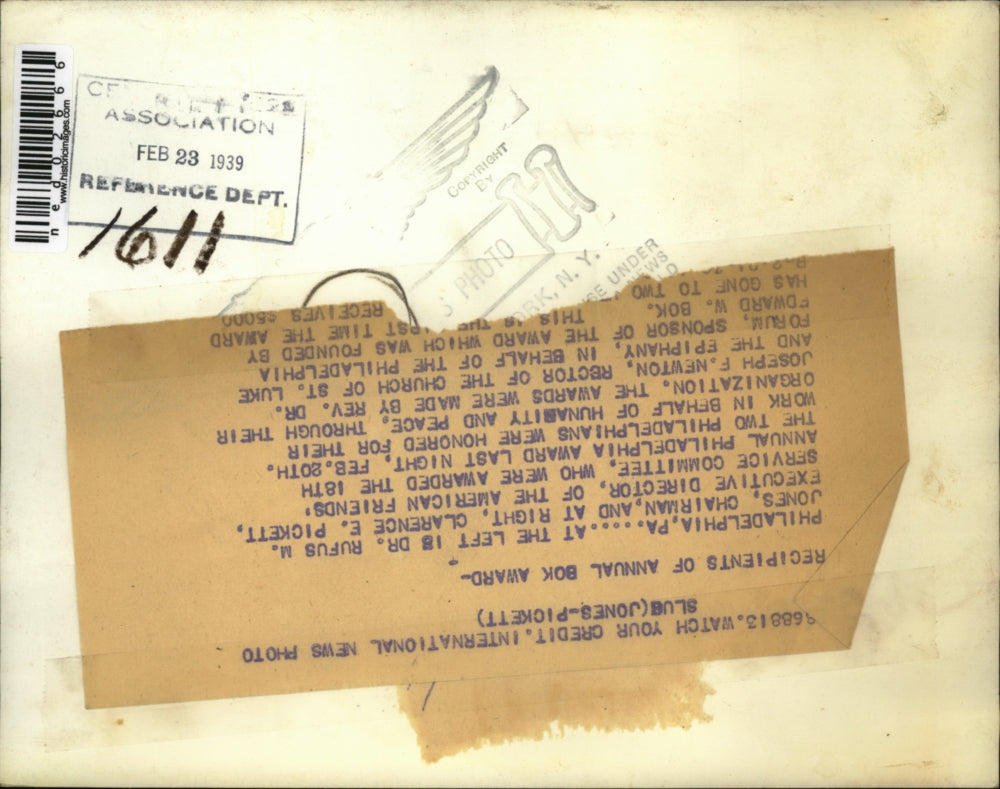 ned02666
www.historicimages.com
ASSOCIATION
FEB 23 1939
REFERENCE DEPT.
1611
COPYRIGHT
BY
PHOTO
N. Y.
UNDER
968813.WATCH YOUR CREDIT.INTERNATIONAL NEWS PHOTO
SLUG(JONES-PICKETT)
RECIPIENTS OF ANNUAL BOK AWARD-
PHILADELPHIA,PA.....AT THE LEFT IS DR. RUFUS M.
JONES, CHAIRMAN,AND, AT RIGHT, CLARENCE E. PICKETT,
EXECUTIVE DIRECTOR, OF THE AMERICAN FRIENDS'
SERVICE COMMITTEE, WHO WERE AWARDED THE 18TH
ANNUAL PHILADELPHIA AWARD LAST NIGHT, FEB.20TH.
THE TWO PHILADELPHIANS WERE HONORED FOR THEIR
WORK IN BEHALF OF HUNAMITY AND PEACE, THROUGH THEIR
ORGANIZATION. THE AWARDS WERE MADE BY REV. DR.
JOSEPH F.NEWTON, RECTOR OF THE CHURCH OF ST. LUKE
AND THE EPIPHANY, IN BEHALF OF THE PHILADELPHIA
FORUM, SPONSOR OF THE AWARD WHICH WAS FOUNDED BY
EDWARD W. BOK. THIS IS THE TIME THE AWARD
HAS GONE TO TWO RECEIVES $5000